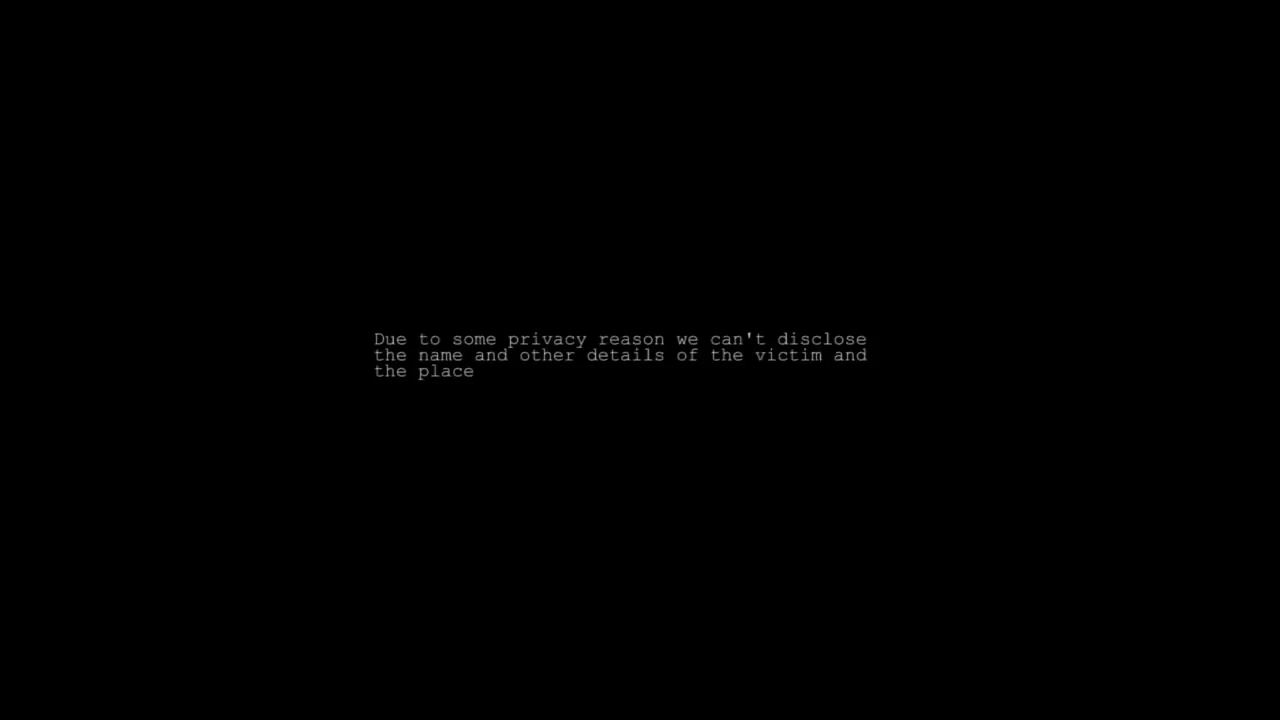 Due to some privacy reason we can't disclose
the name and other details of the victim and
the place